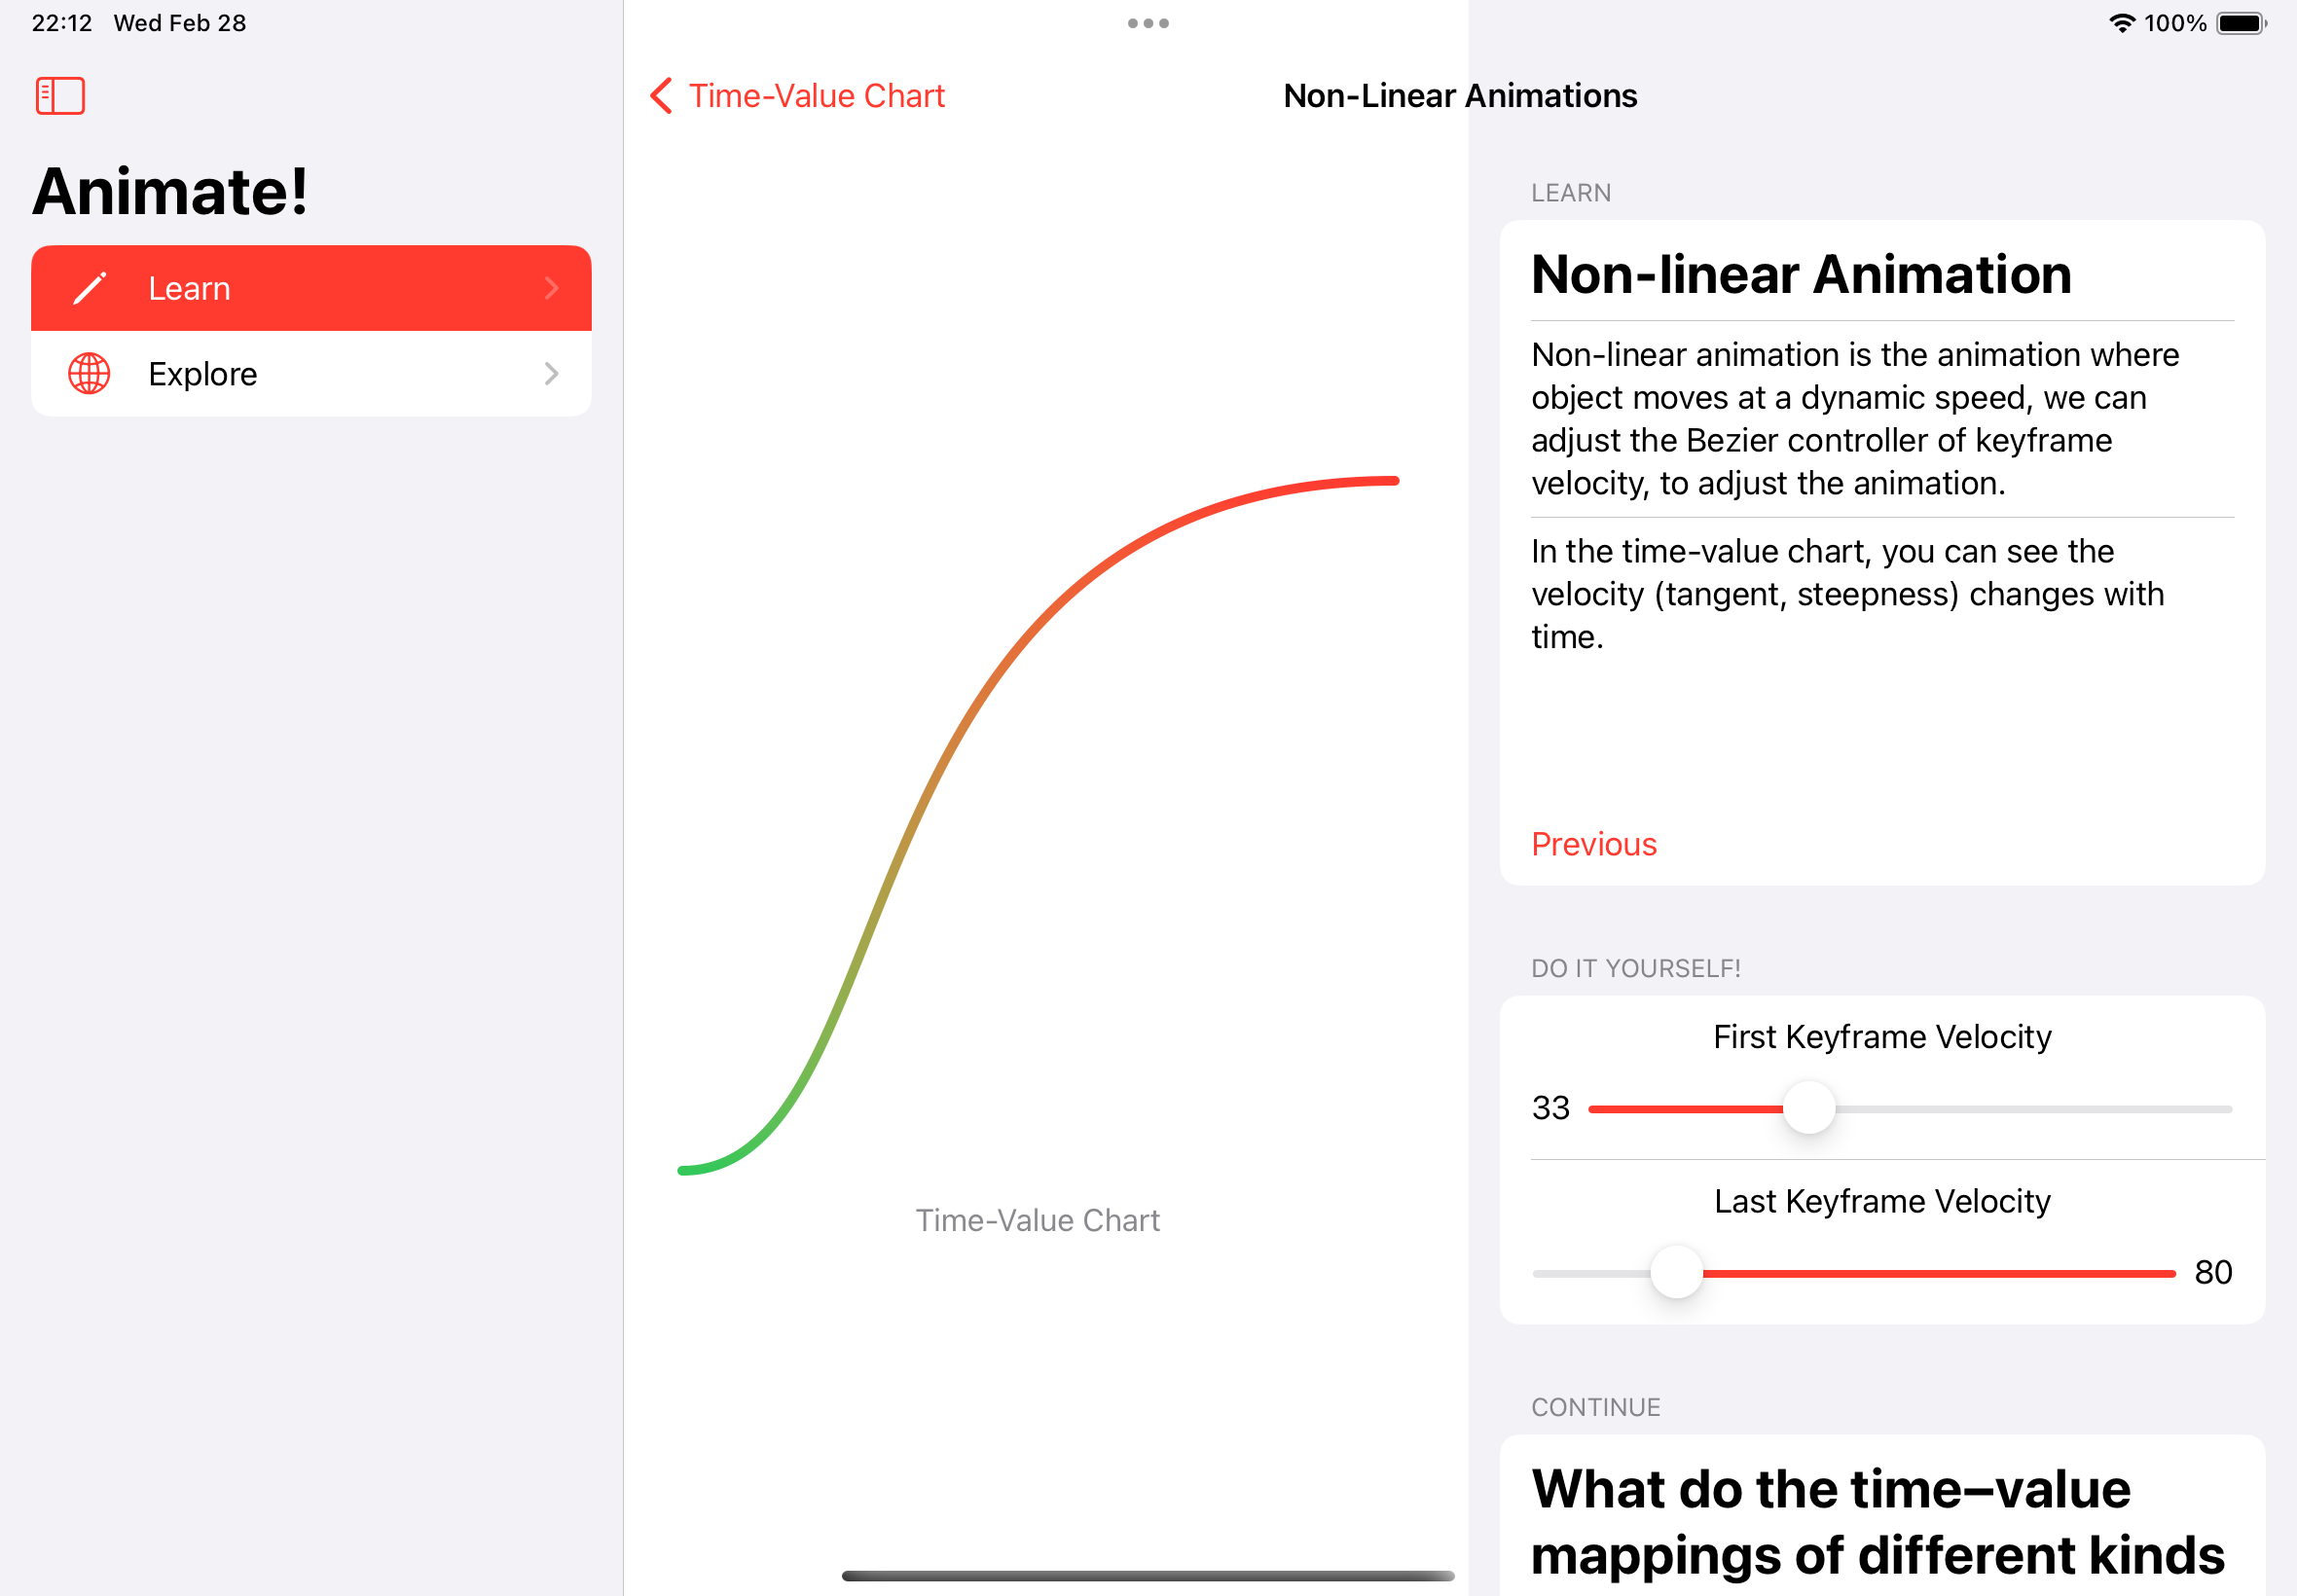 22:12 Wed Feb 28
100%
Animate!
Learn
Explore
Time-Value Chart
Non-Linear Animations
Time-Value Chart
LEARN
Non-linear Animation
Non-linear animation is the animation where
object moves at a dynamic speed, we can
adjust the Bezier controller of keyframe
velocity, to adjust the animation.
In the time-value chart, you can see the
velocity (tangent, steepness) changes with
time.
Previous
DO IT YOURSELF!
First Keyframe Velocity
33
Last Keyframe Velocity
80
CONTINUE
What do the time–value
mappings of different kinds